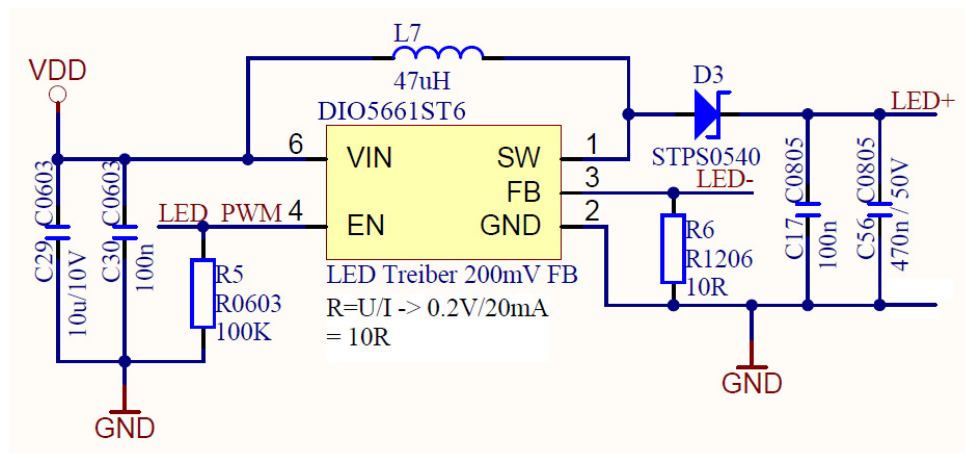 L7
47uH
VDD
DIO5661ST6
D3
STPS0540
LED+
LED-
6
VIN
SW
1
FB
3
LED_PWM
4
EN
GND
2
C29
C0603
10u/10V
C30
C0603
100n
R5
R0603
100K
LED Treiber 200mV FB
R=U/I -> 0.2V/20mA
= 10R
R6
R1206
10R
C17
C0805
100n
C56
C0805
470n / 50V
GND
GND